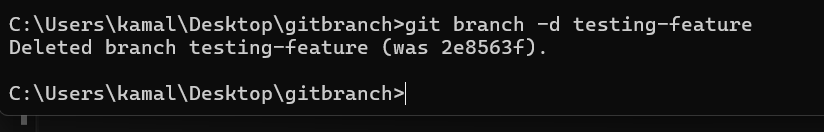 C:\Users\kamal\Desktop\gitbranch>git branch -d testing-feature
Deleted branch testing-feature (was 2e8563f).
C:\Users\kamal\Desktop\gitbranch>